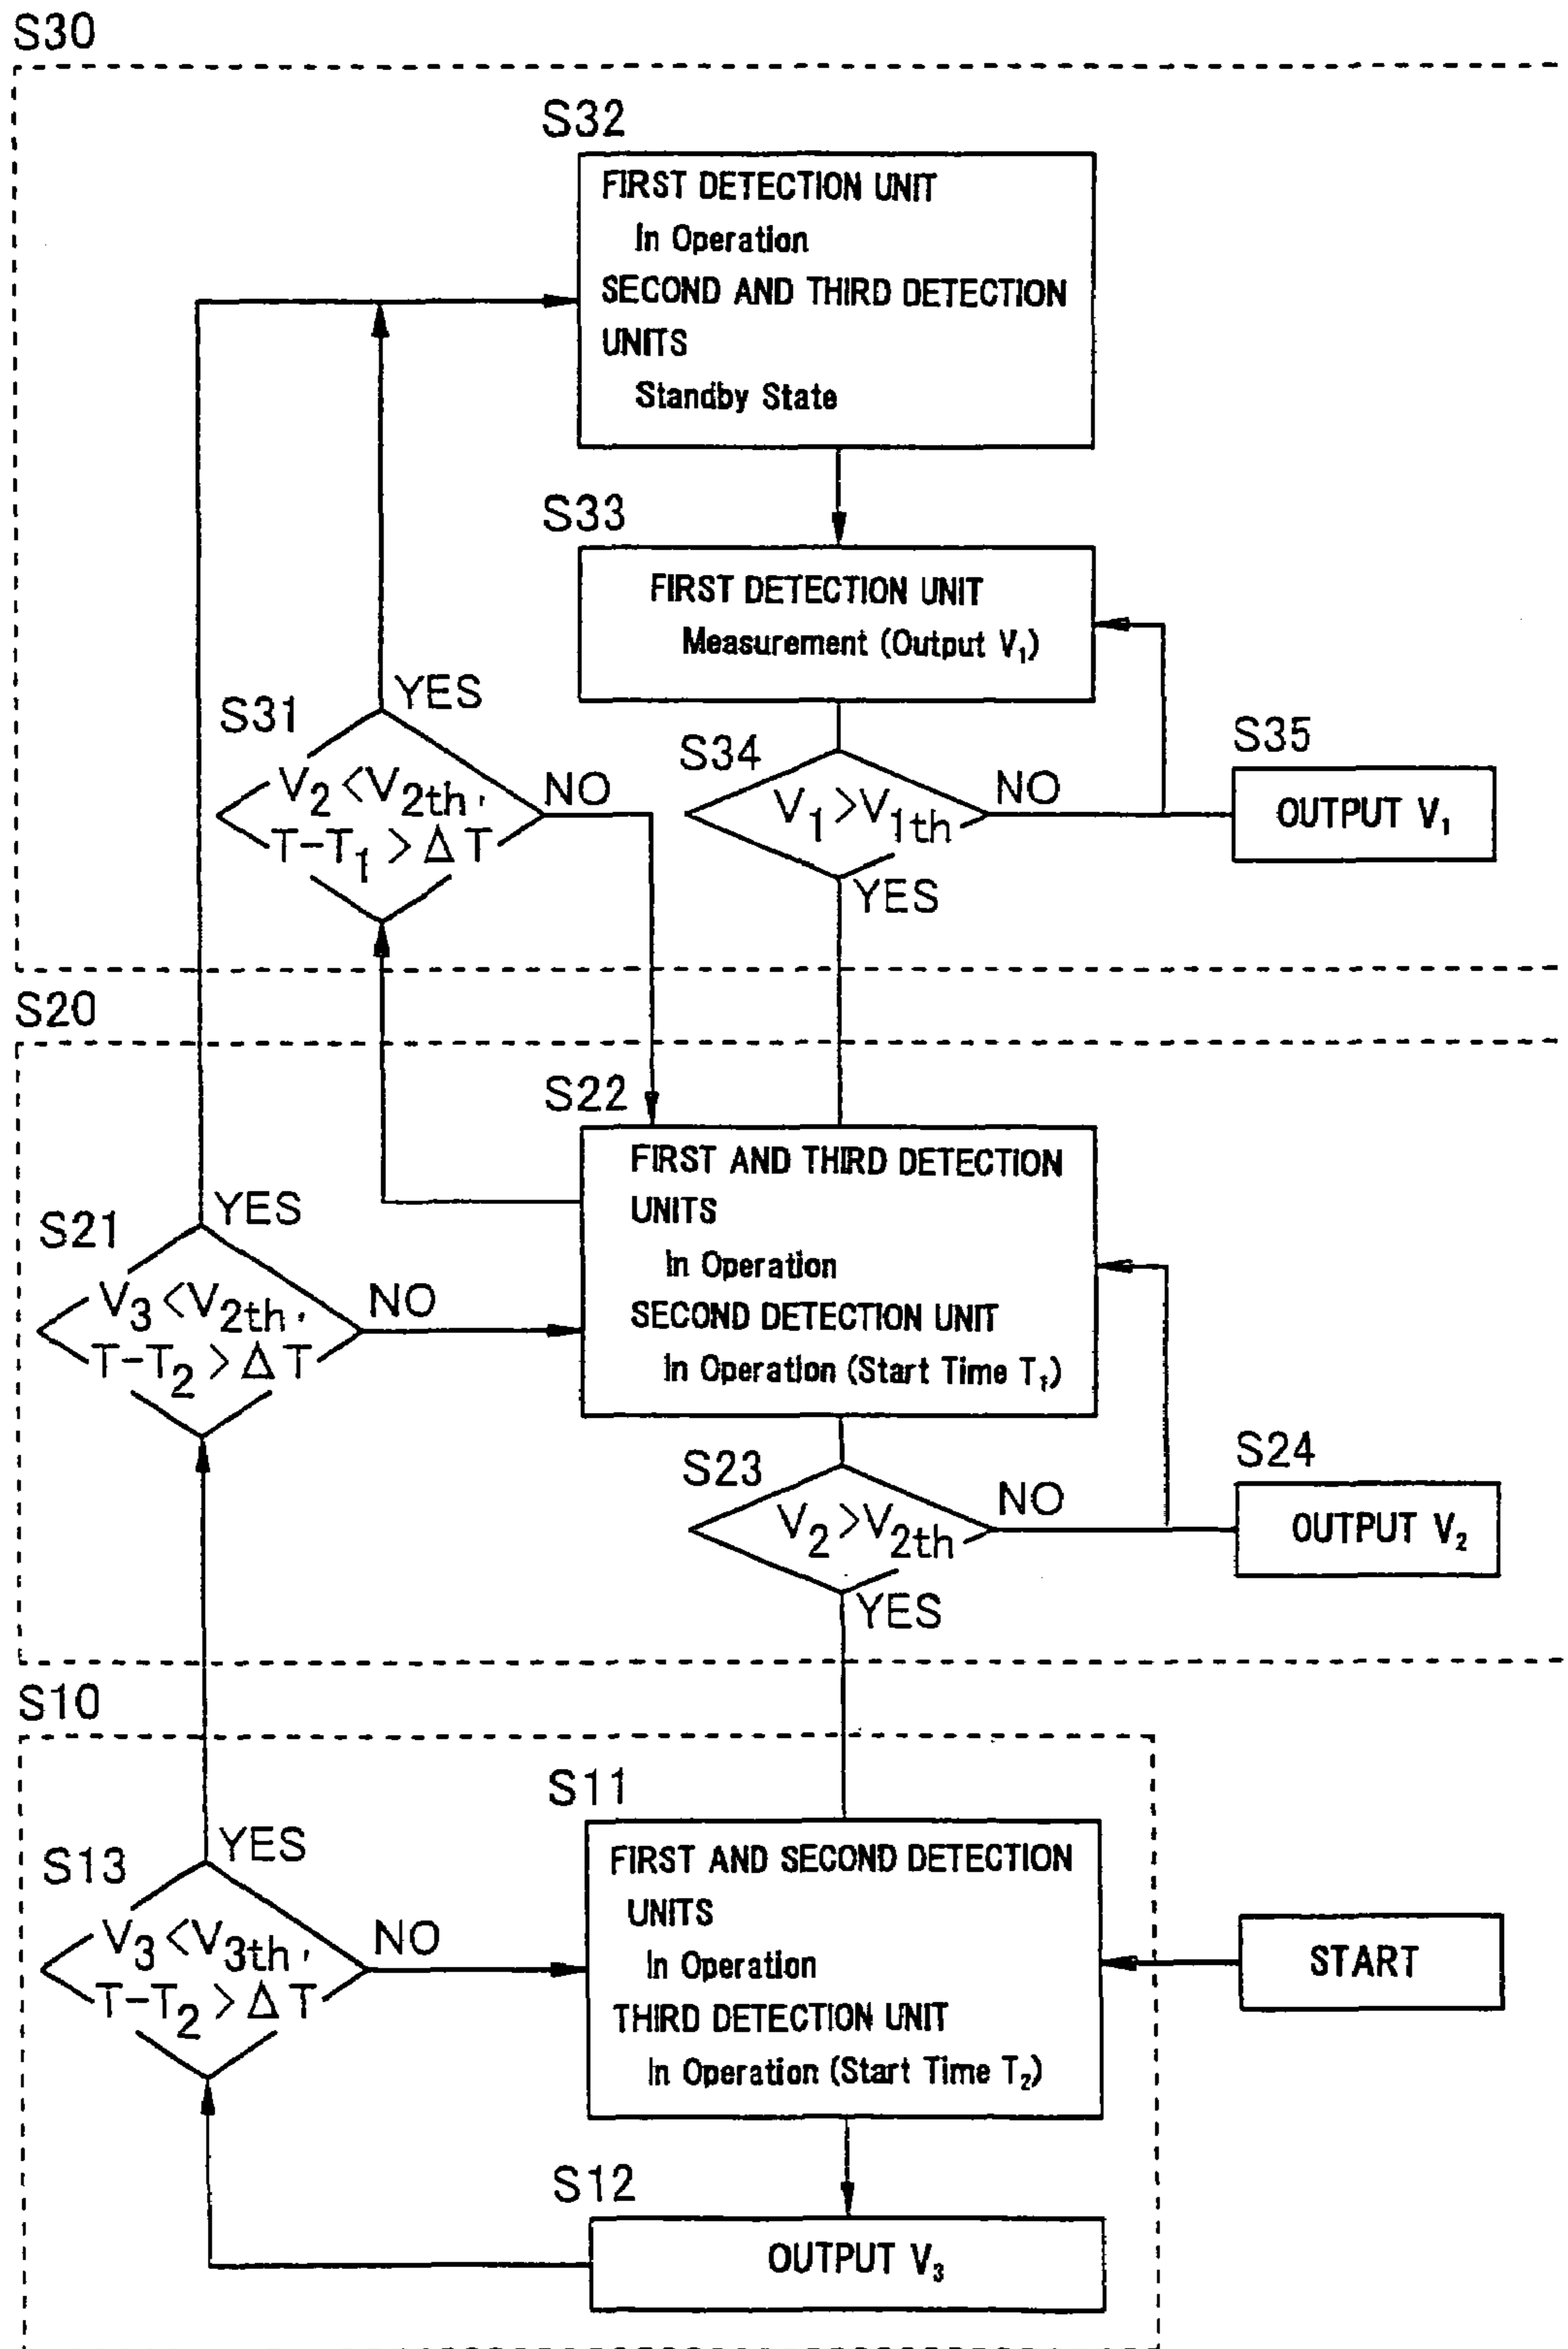 S30
S32
FIRST DETECTION UNIT
In Operation
SECOND AND THIRD DETECTION
UNITS
Standby State
S33
FIRST DETECTION UNIT
Measurement (Output V₁)
YES
S31
V₂ <V₂th,
T-T₁ >Δ T
NO
S34
V₁>V₁th
NO
YES
S35
OUTPUT V₁
S20
S22
FIRST AND THIRD DETECTION
UNITS
In Operation
SECOND DETECTION UNIT
In Operation (Start Time T₁)
YES
S21
V₃ <V₂th,
T-T₂ >Δ T
NO
S23
V₂ >V₂th
NO
YES
S24
OUTPUT V₂
S10
S11
FIRST AND SECOND DETECTION
UNITS
In Operation
THIRD DETECTION UNIT
In Operation (Start Time T₂)
YES
S13
V₃ <V₃th,
T-T₂ >Δ T
NO
START
S12
OUTPUT V₃